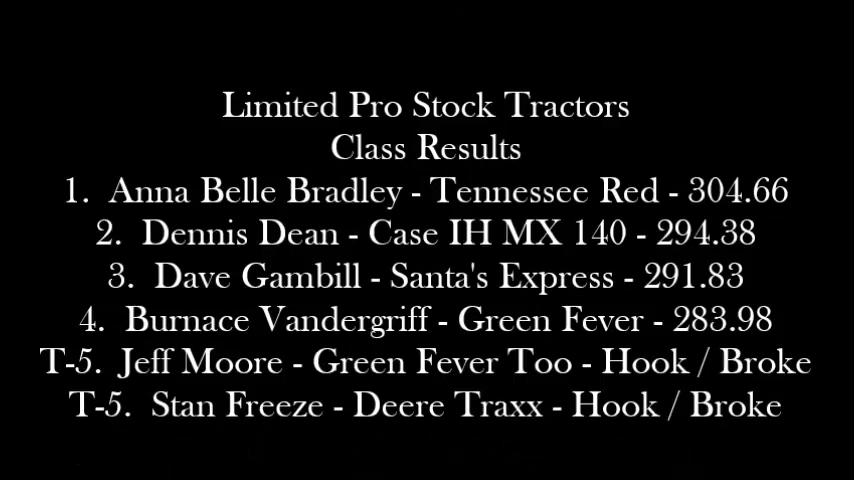 Limited Pro Stock Tractors
Class Results
1.  Anna Belle Bradley - Tennessee Red - 304.66
2.  Dennis Dean - Case IH MX 140 - 294.38
3.  Dave Gambill - Santa's Express - 291.83
4.  Burnace Vandergriff - Green Fever - 283.98
T-5.  Jeff Moore - Green Fever Too - Hook / Broke
T-5.  Stan Freeze - Deere Traxx - Hook / Broke